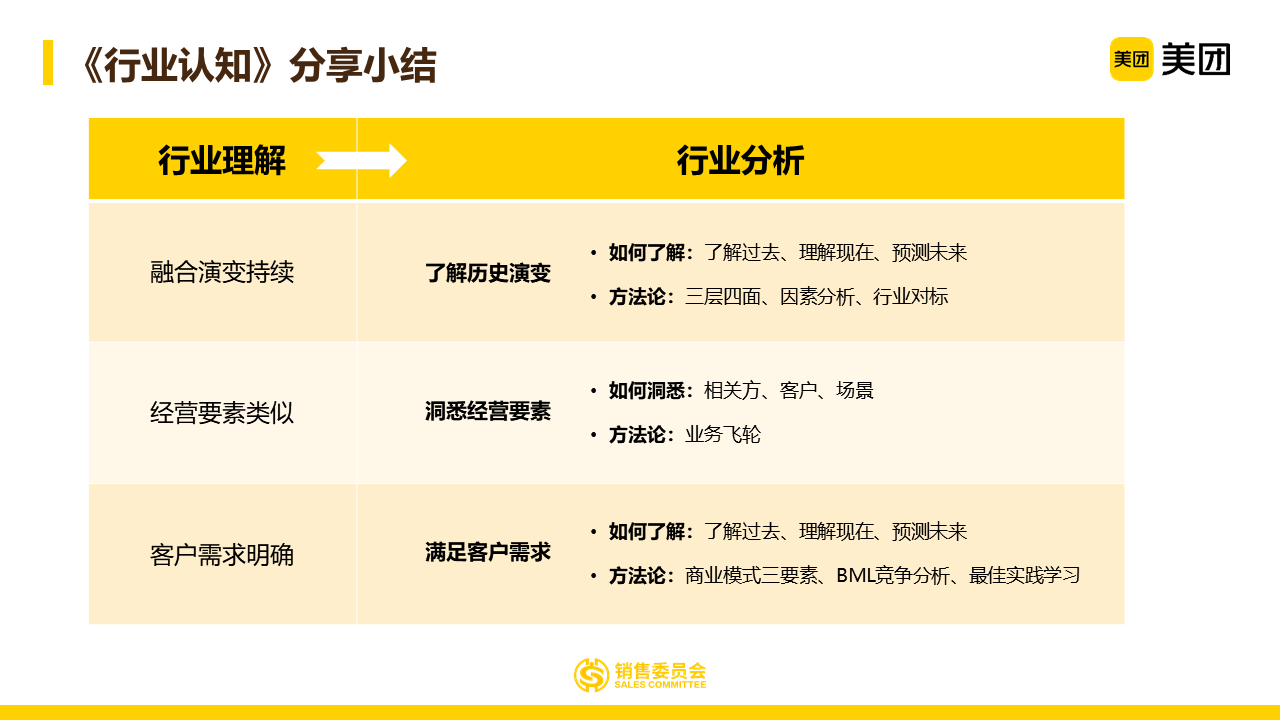 《行业认知》分享小结
美团 美团
行业理解 行业分析
融合演变持续
了解历史演变
• 如何了解：了解过去、理解现在、预测未来
• 方法论：三层四面、因素分析、行业对标
经营要素类似
洞悉经营要素
• 如何洞悉：相关方、客户、场景
• 方法论：业务飞轮
客户需求明确
满足客户需求
• 如何了解：了解过去、理解现在、预测未来
• 方法论：商业模式三要素、BML竞争分析、最佳实践学习
销售委员会
SALES COMMITTEE